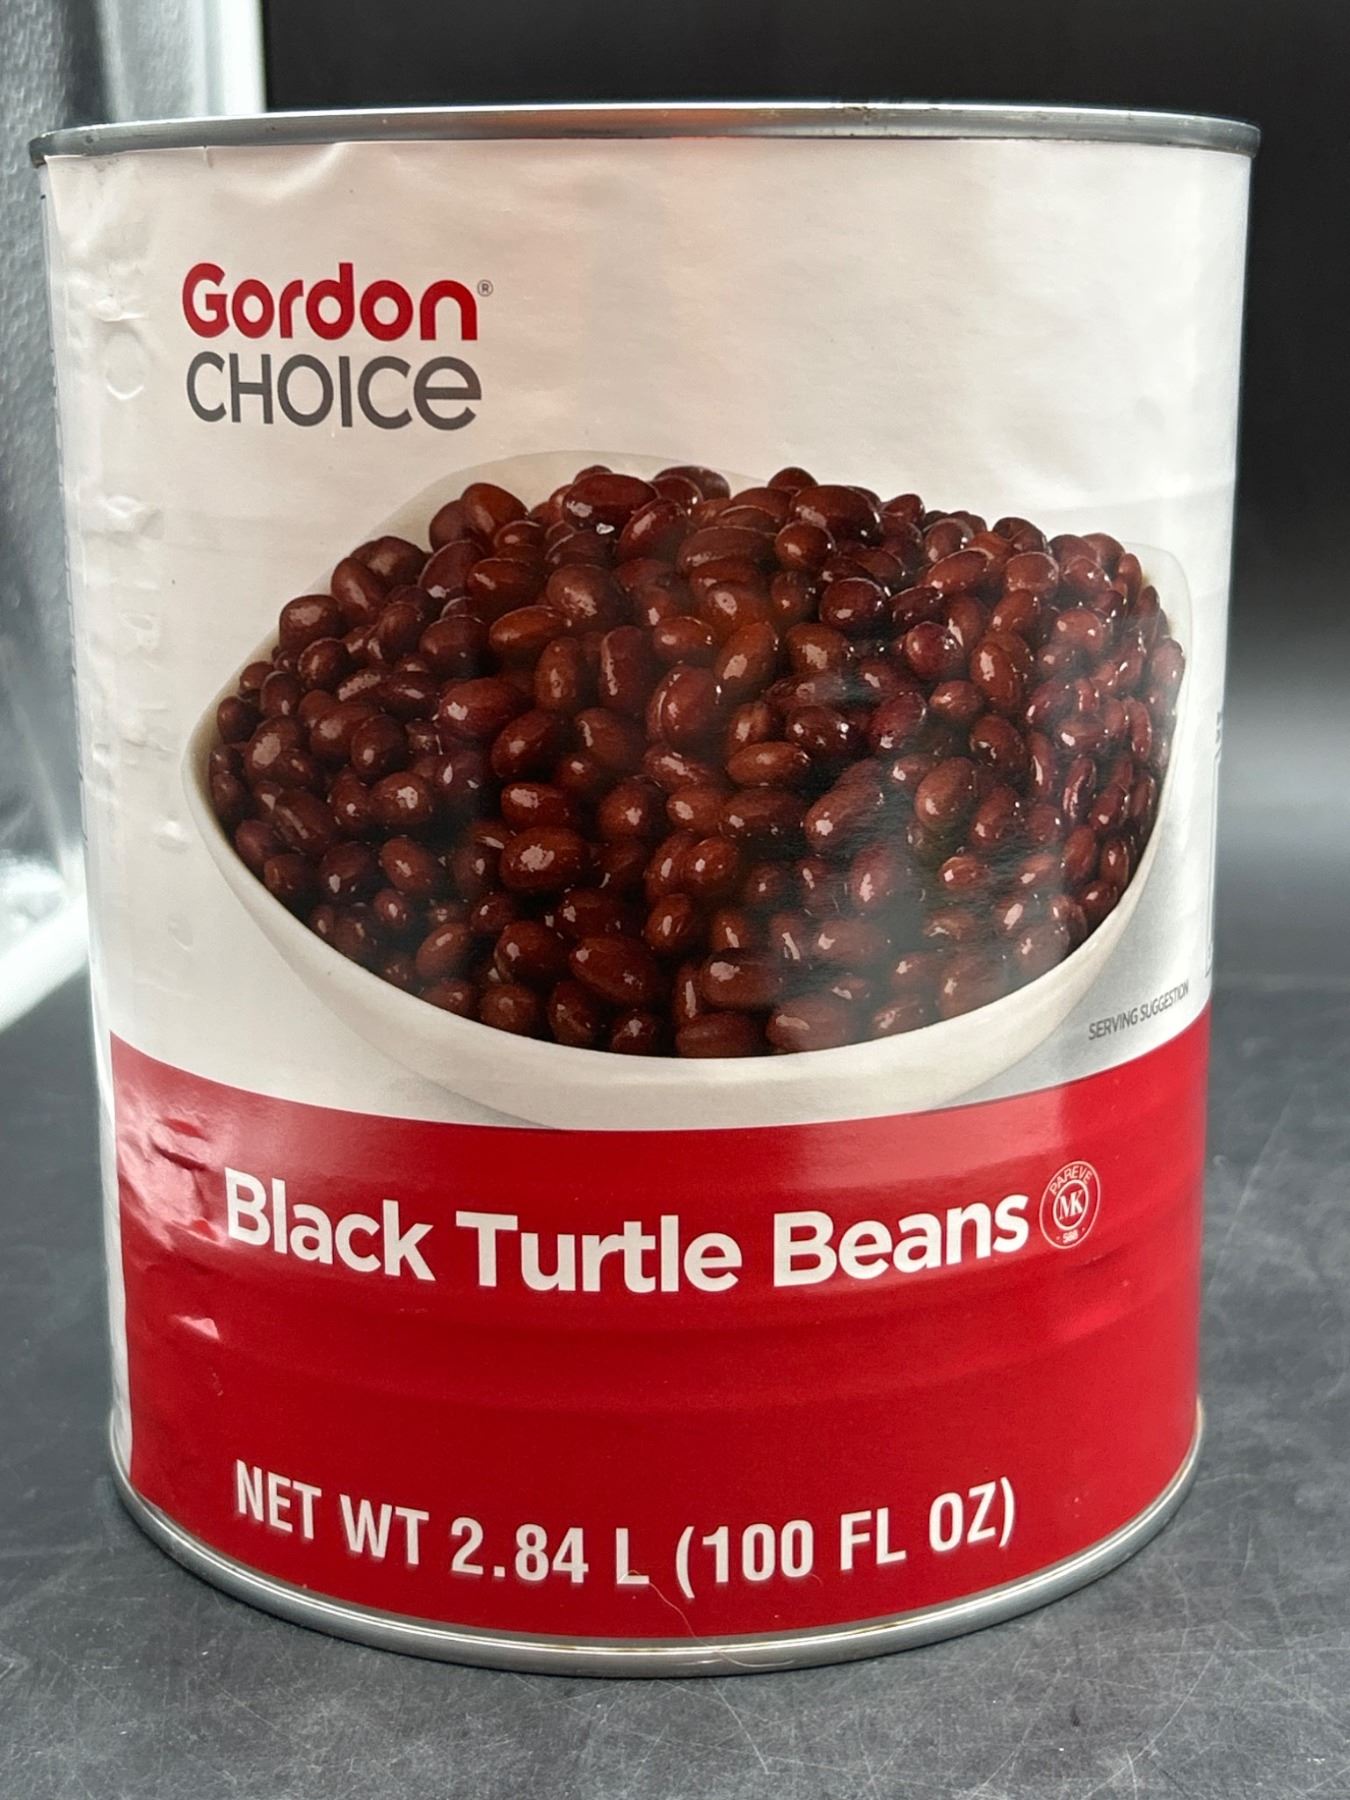 Gordon®
CHOICE
SERVING SUGGESTION
Black Turtle Beans
PAREVE
MK
NET WT 2.84 L (100 FL OZ)